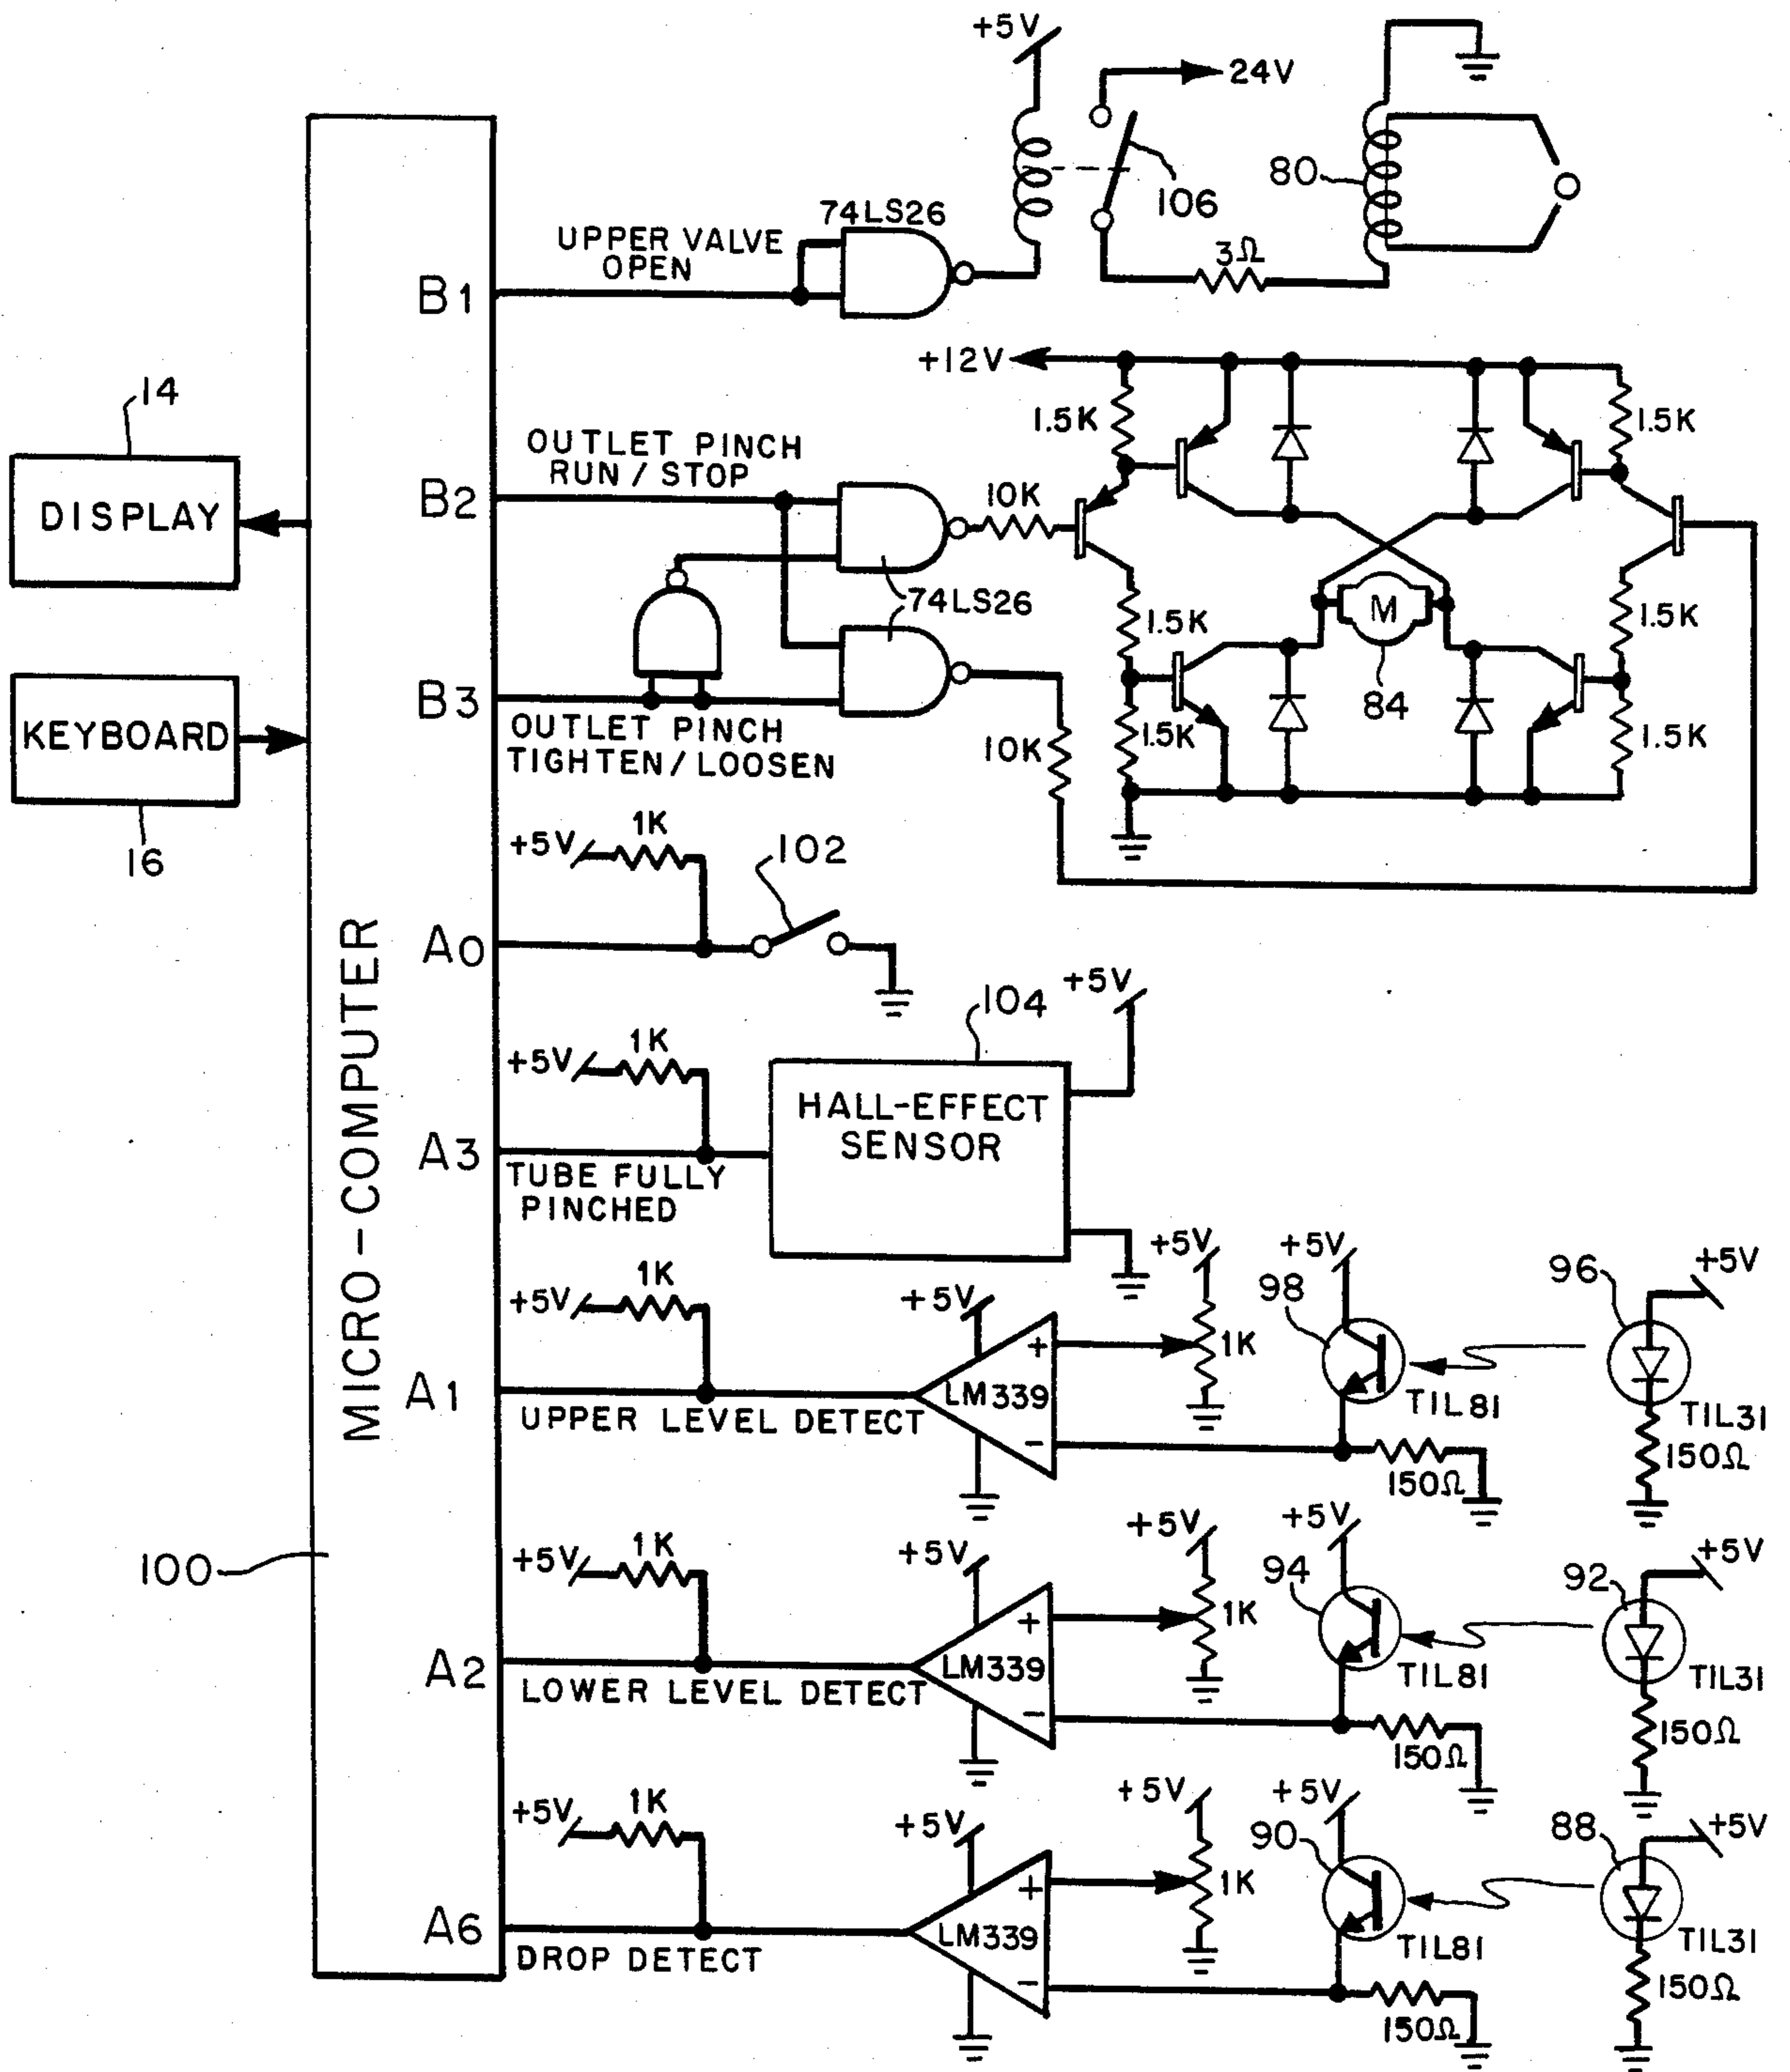 +5V
24V
106
80
74LS26
3Ω
UPPER VALVE
OPEN
B1
+12V
14
DISPLAY
1.5K
1.5K
OUTLET PINCH
RUN / STOP
B2
10K
74LS26
1.5K
M
84
1.5K
KEYBOARD
16
B3
OUTLET PINCH
TIGHTEN / LOOSEN
10K
1.5K
1.5K
+5V
1K
102
A0
MICRO-COMPUTER
+5V
1K
104
+5V
HALL-EFFECT
SENSOR
A3
TUBE FULLY
PINCHED
+5V
1K
+5V
+5V
+5V
98
96
+5V
+
1K
LM339
A1
UPPER LEVEL DETECT
TIL81
TIL31
−
150Ω
150Ω
100
+5V
1K
+5V
+5V
+5V
94
92
+5V
+
1K
LM339
A2
LOWER LEVEL DETECT
TIL81
TIL31
−
150Ω
150Ω
+5V
1K
+5V
+5V
+5V
90
88
+5V
+
1K
LM339
A6
DROP DETECT
TIL81
TIL31
−
150Ω
150Ω